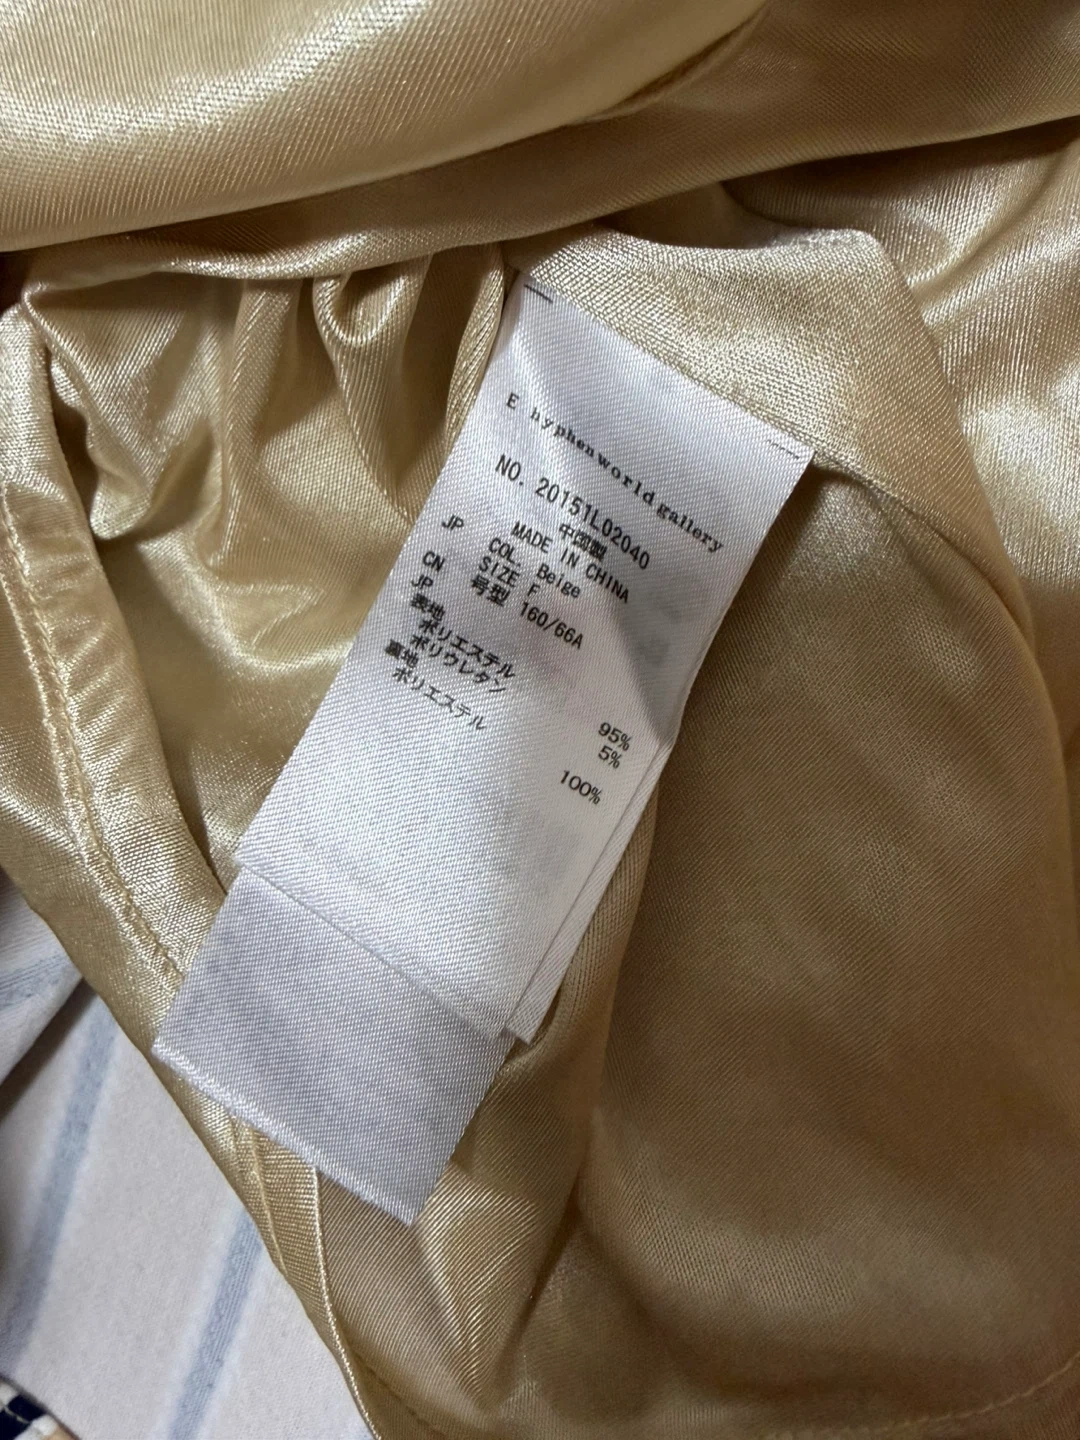 E hyphen world gallery
NO. 20151L02040
中国製
MADE IN CHINA
JP COL Beige
SIZE F
CN 号型 160/66A
JP
表地
ポリエステル 95%
ポリウレタン 5%
裏地
ポリエステル 100%